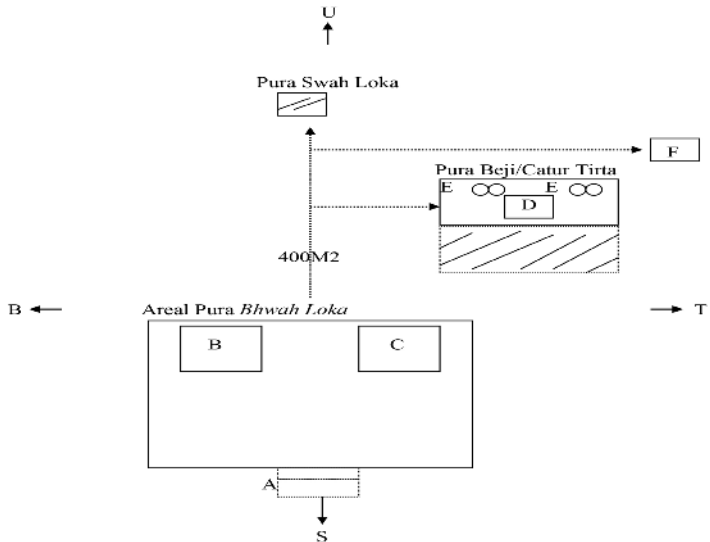 U
Pura Swah Loka
F
Pura Beji/Catur Tirta
E E
D
400M2
B T
Areal Pura Bhwah Loka
B C
A
S